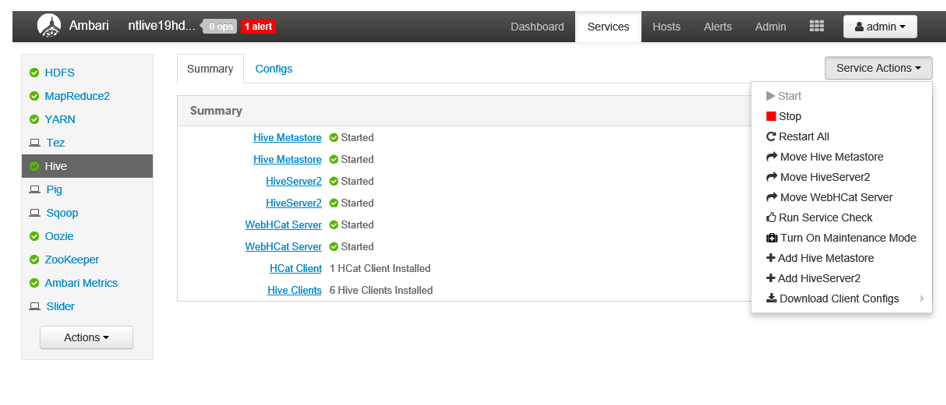 Ambari ntlive19hd... 0 ops 1 alert Dashboard Services Hosts Alerts Admin admin
Summary Configs Service Actions
HDFS
MapReduce2
YARN
Tez
Hive
Pig
Sqoop
Oozie
ZooKeeper
Ambari Metrics
Slider
Actions
Summary
Hive Metastore Started
Hive Metastore Started
HiveServer2 Started
HiveServer2 Started
WebHCat Server Started
WebHCat Server Started
HCat Client 1 HCat Client Installed
Hive Clients 6 Hive Clients Installed
Start
Stop
Restart All
Move Hive Metastore
Move HiveServer2
Move WebHCat Server
Run Service Check
Turn On Maintenance Mode
Add Hive Metastore
Add HiveServer2
Download Client Configs